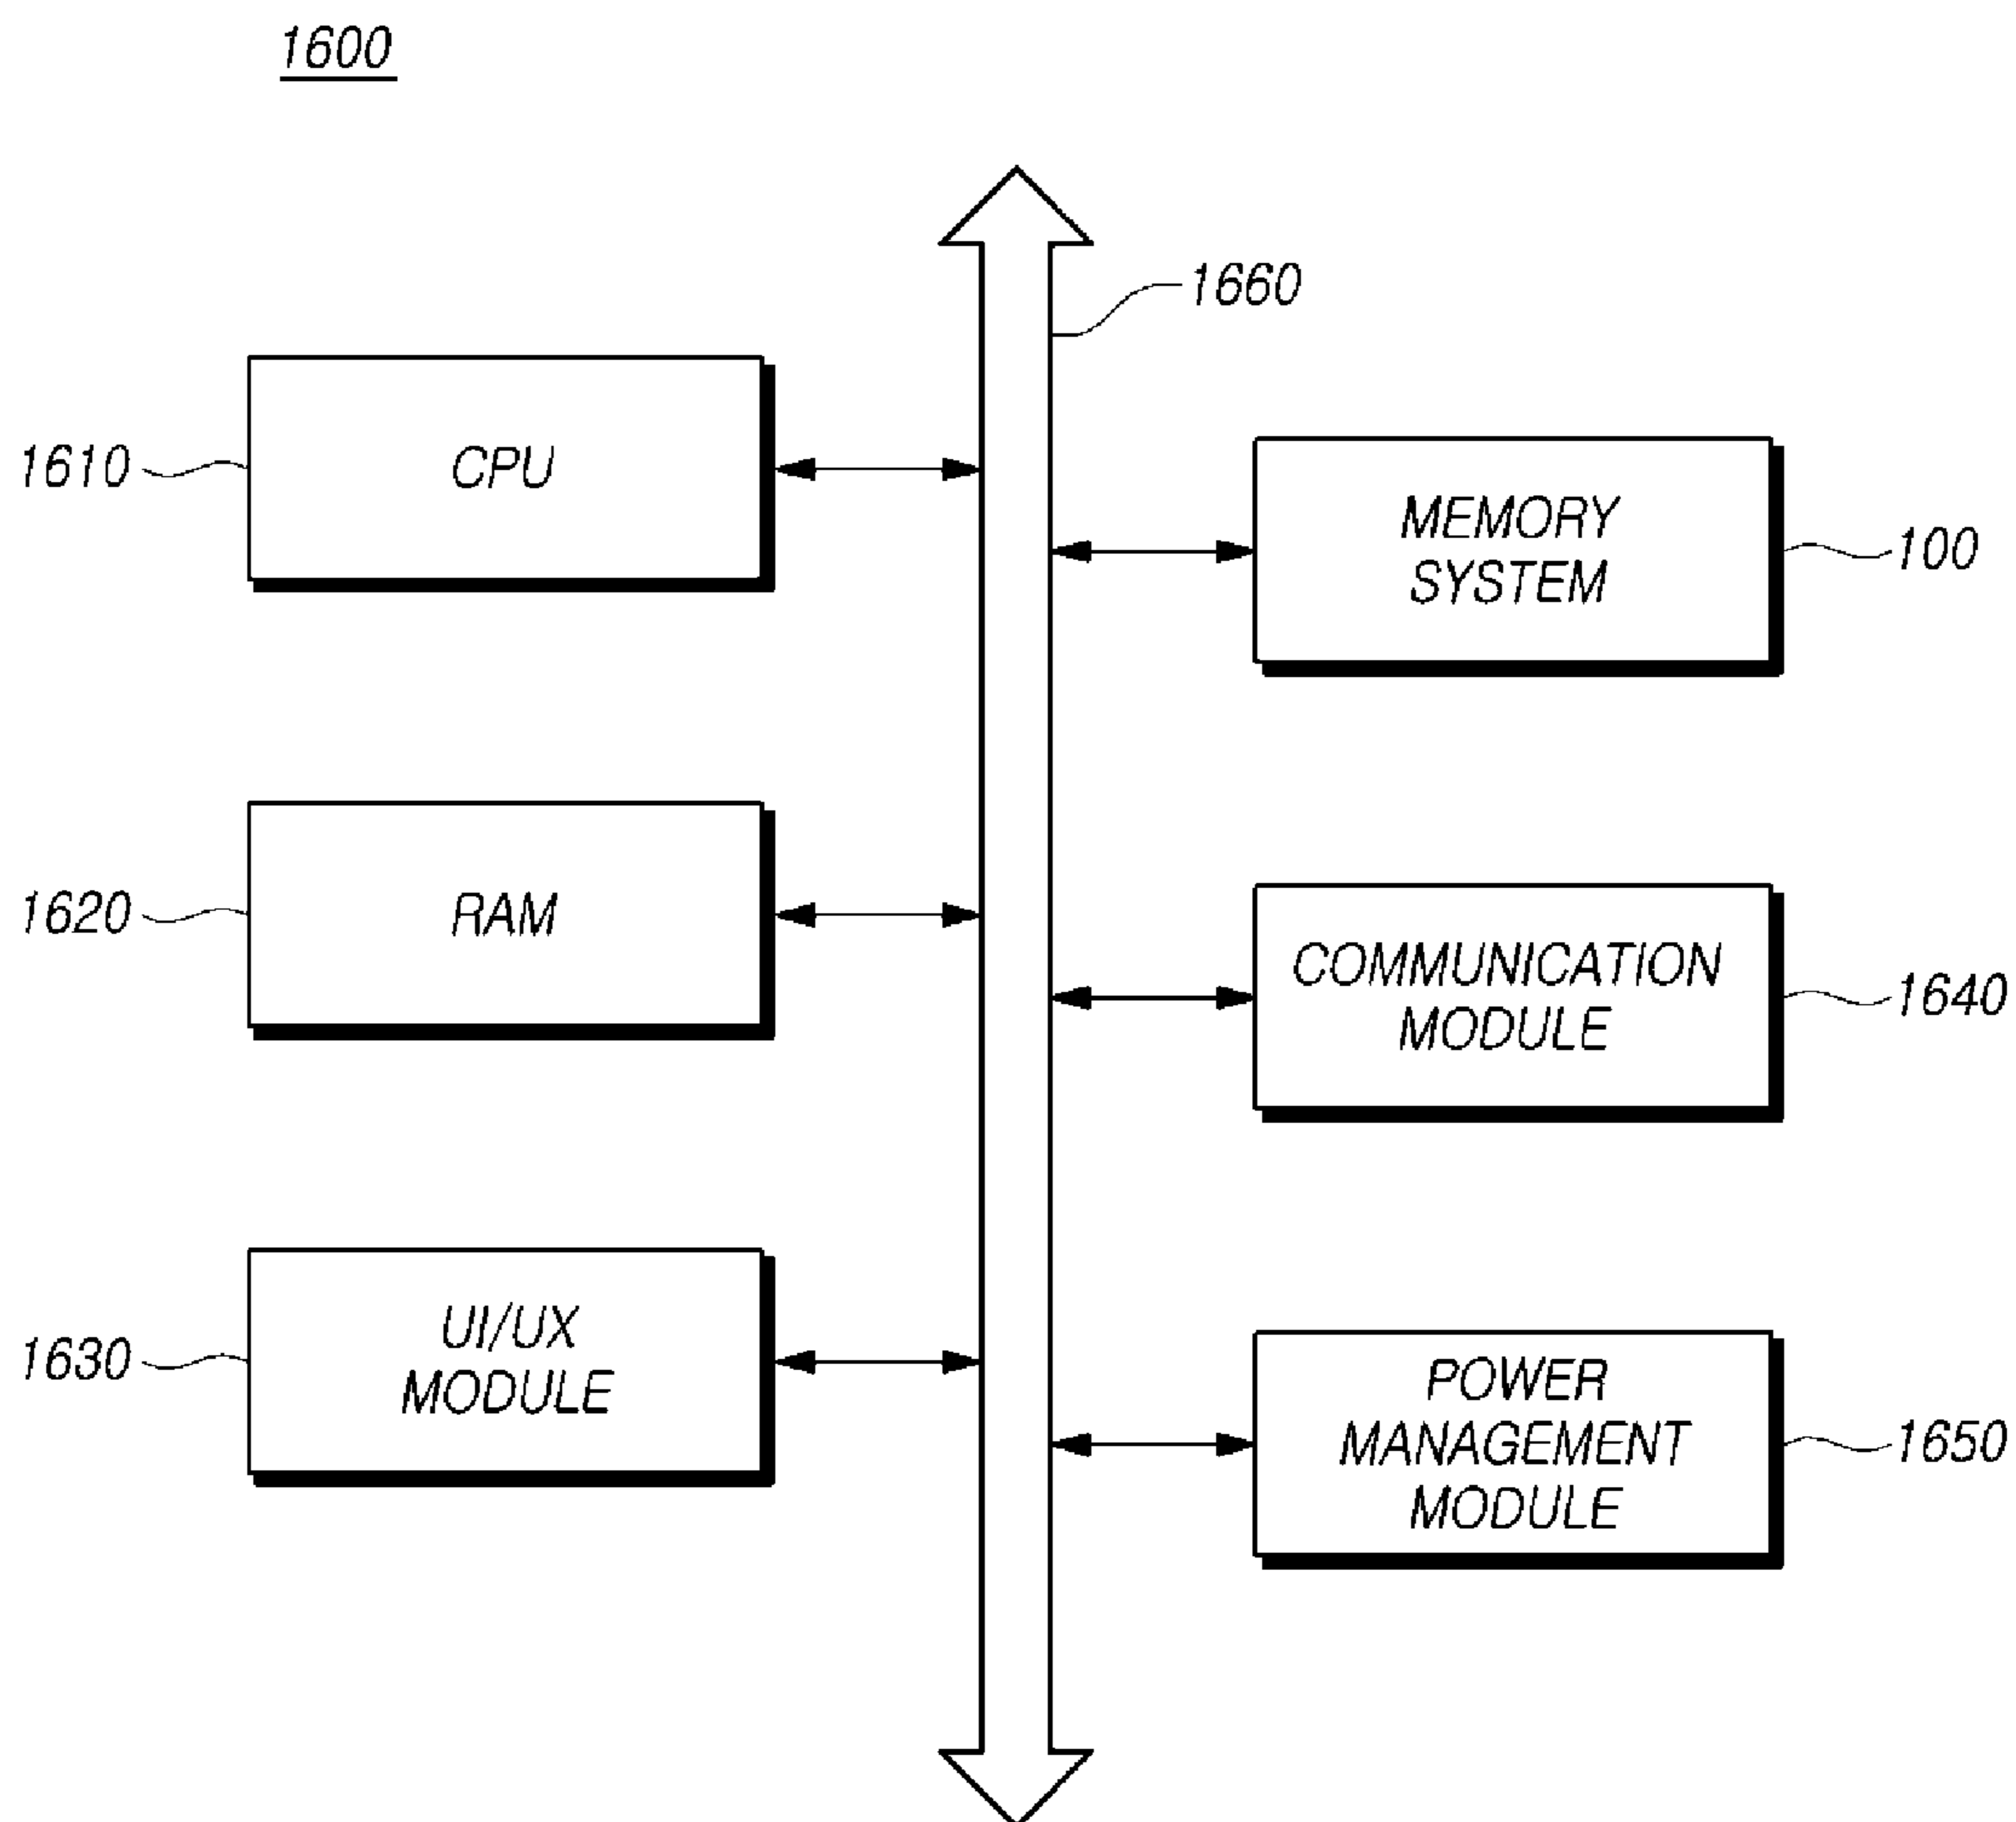 1600
1660
1610
CPU
MEMORY
SYSTEM
100
1620
RAM
COMMUNICATION
MODULE
1640
1630
UI/UX
MODULE
POWER
MANAGEMENT
MODULE
1650